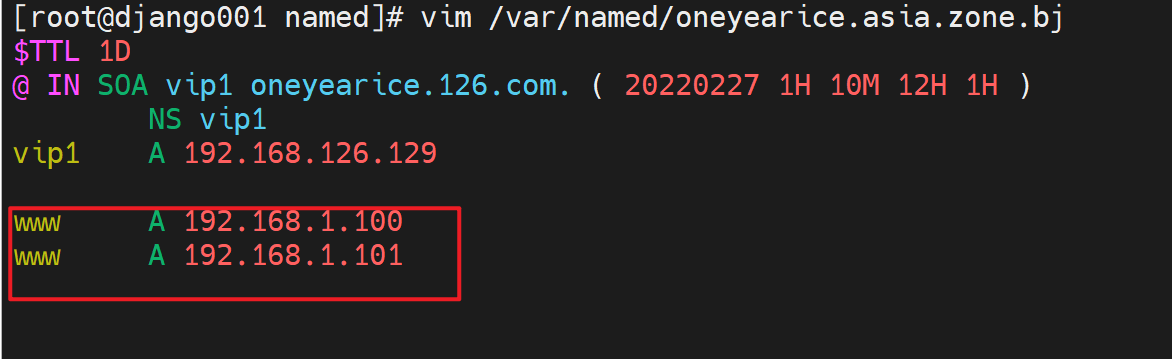 [root@django001 named]# vim /var/named/oneyearice.asia.zone.bj
$TTL 1D
@ IN SOA vip1 oneyearice.126.com. ( 20220227 1H 10M 12H 1H )
NS vip1
vip1 A 192.168.126.129
www A 192.168.1.100
www A 192.168.1.101